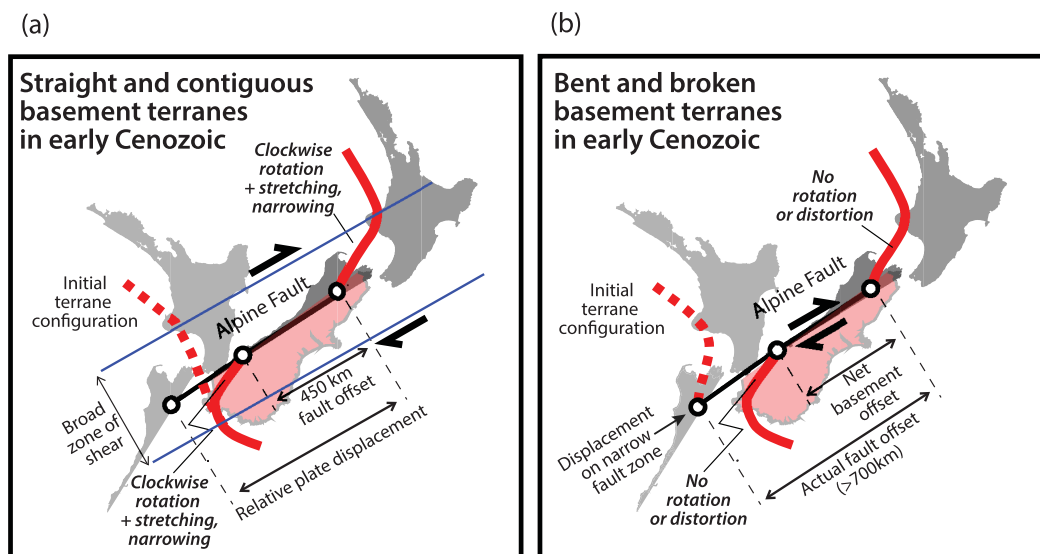 (a)
Straight and contiguous
basement terranes
in early Cenozoic
Clockwise
rotation
+ stretching,
narrowing
Initial
terrane
configuration
Alpine Fault
450 km
fault offset
Broad
zone of
shear
Relative plate displacement
Clockwise
rotation
+ stretching,
narrowing
(b)
Bent and broken
basement terranes
in early Cenozoic
No
rotation
or distortion
Initial
terrane
configuration
Alpine Fault
Net
basement
offset
Displacement
on narrow
fault zone
Actual fault offset
(>700km)
No
rotation
or distortion